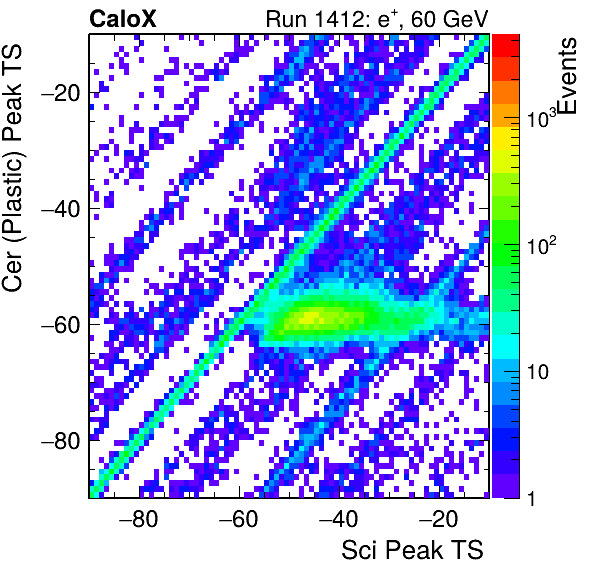 CaloX Run 1412: e⁺, 60 GeV
Cer (Plastic) Peak TS
−20
−40
−60
−80
−80 −60 −40 −20
Sci Peak TS
Events
10³
10²
10
1